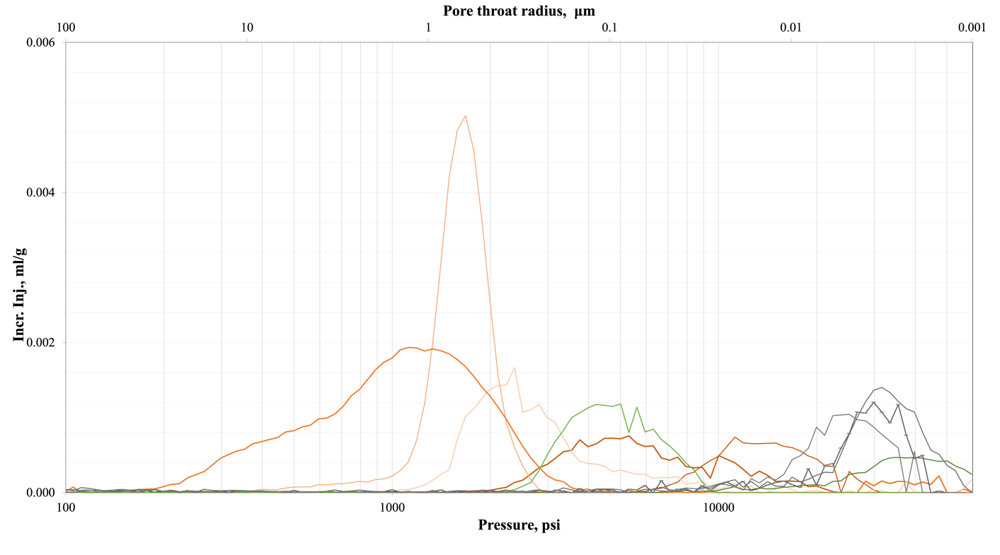 Pore throat radius, μm
100 10 1 0.1 0.01 0.001
0.006
0.004
0.002
0.000
Incr. Inj., ml/g
100 1000 10000
Pressure, psi